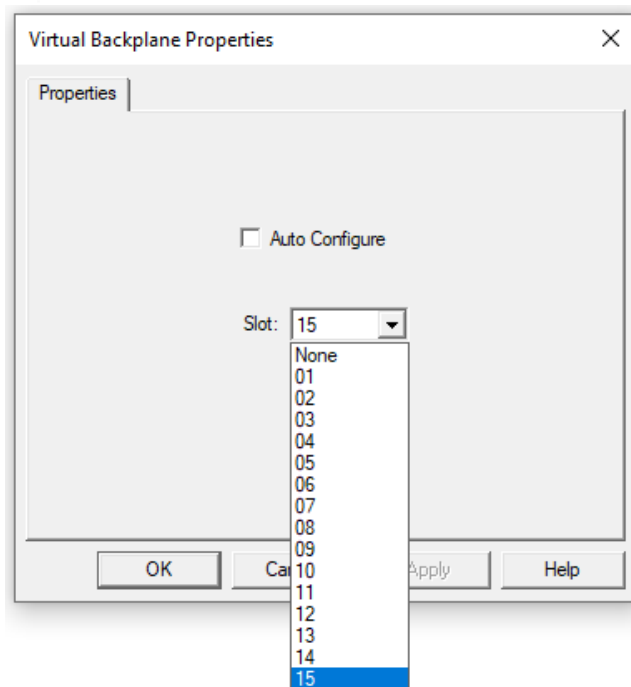 Virtual Backplane Properties
Properties
Auto Configure
Slot: 15
None
01
02
03
04
05
06
07
08
09
10
11
12
13
14
15
OK
Ca
Apply
Help